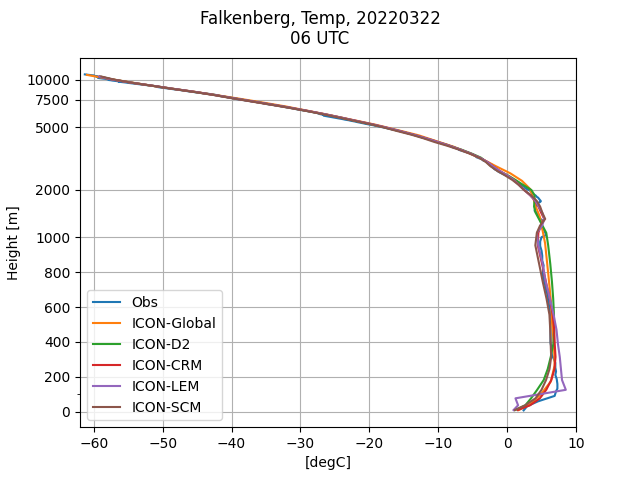 Falkenberg, Temp, 20220322
06 UTC
10000
7500
5000
2000
1000
800
600
400
200
0
Height [m]
Obs
ICON-Global
ICON-D2
ICON-CRM
ICON-LEM
ICON-SCM
−60 −50 −40 −30 −20 −10 0 10
[degC]